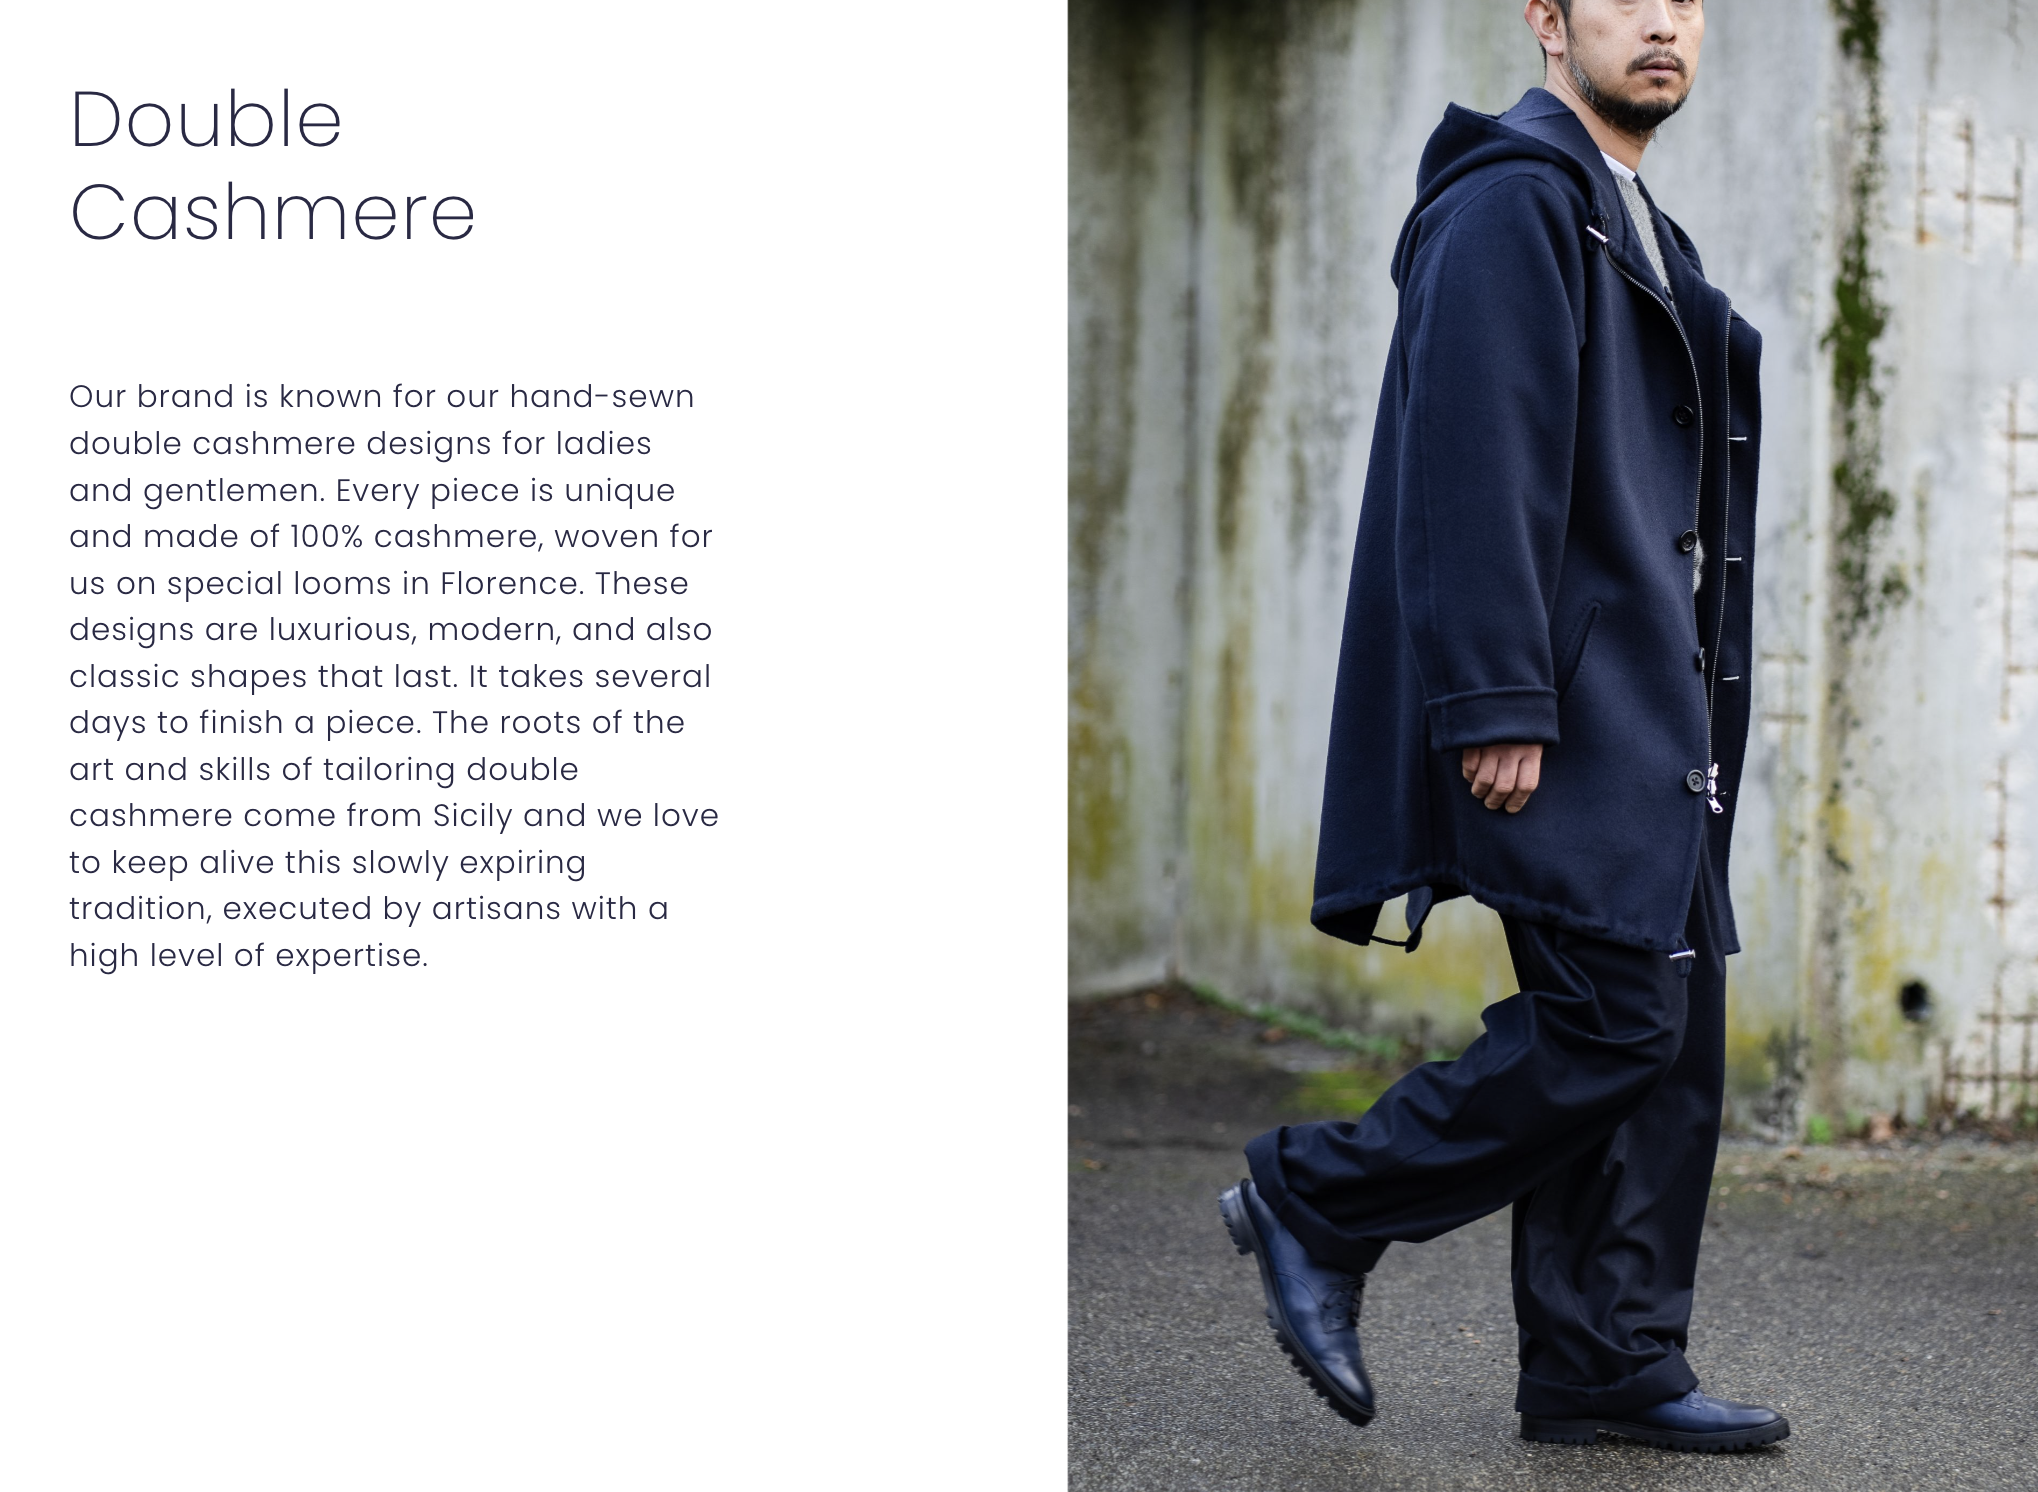 Double
Cashmere
Our brand is known for our hand-sewn
double cashmere designs for ladies
and gentlemen. Every piece is unique
and made of 100% cashmere, woven for
us on special looms in Florence. These
designs are luxurious, modern, and also
classic shapes that last. It takes several
days to finish a piece. The roots of the
art and skills of tailoring double
cashmere come from Sicily and we love
to keep alive this slowly expiring
tradition, executed by artisans with a
high level of expertise.